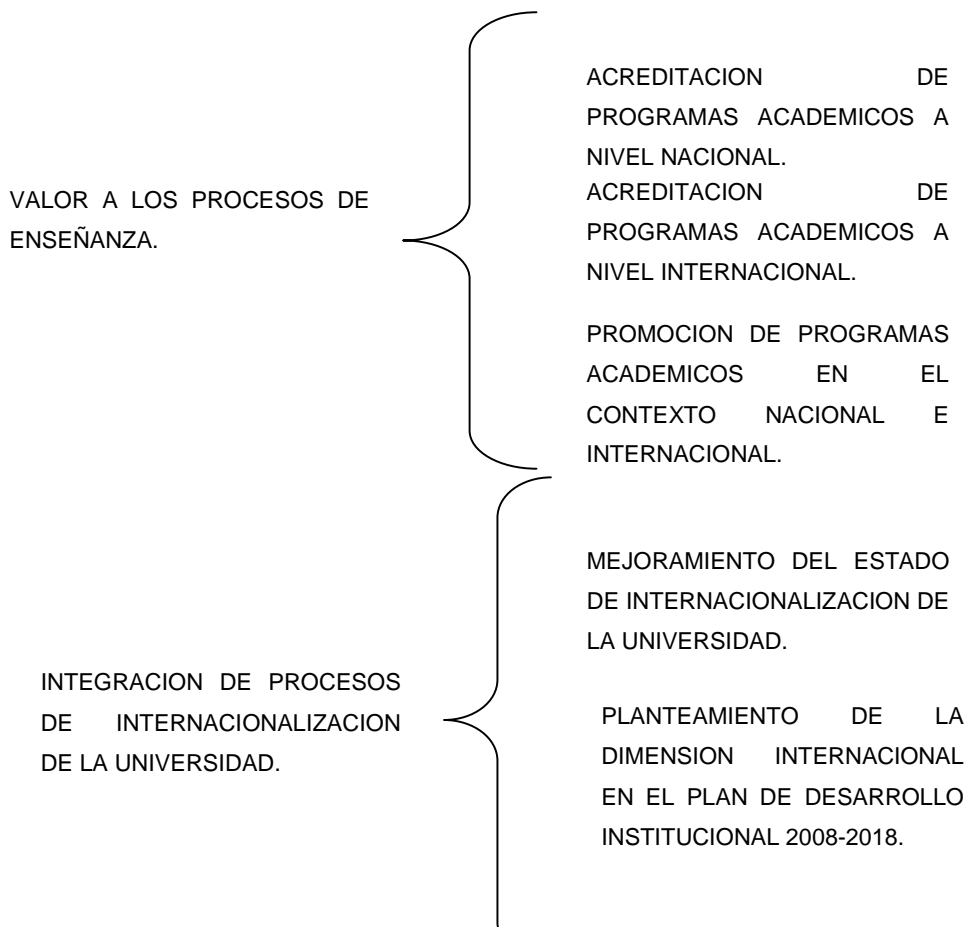 VALOR A LOS PROCESOS DE
ENSEÑANZA.
ACREDITACION DE
PROGRAMAS ACADEMICOS A
NIVEL NACIONAL.
ACREDITACION DE
PROGRAMAS ACADEMICOS A
NIVEL INTERNACIONAL.
PROMOCION DE PROGRAMAS
ACADEMICOS EN EL
CONTEXTO NACIONAL E
INTERNACIONAL.
INTEGRACION DE PROCESOS
DE INTERNACIONALIZACION
DE LA UNIVERSIDAD.
MEJORAMIENTO DEL ESTADO
DE INTERNACIONALIZACION DE
LA UNIVERSIDAD.
PLANTEAMIENTO DE LA
DIMENSION INTERNACIONAL
EN EL PLAN DE DESARROLLO
INSTITUCIONAL 2008-2018.